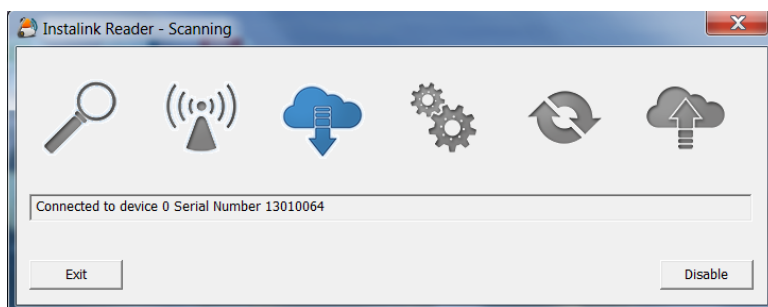 Instalink Reader - Scanning
Connected to device 0 Serial Number 13010064
Exit
Disable